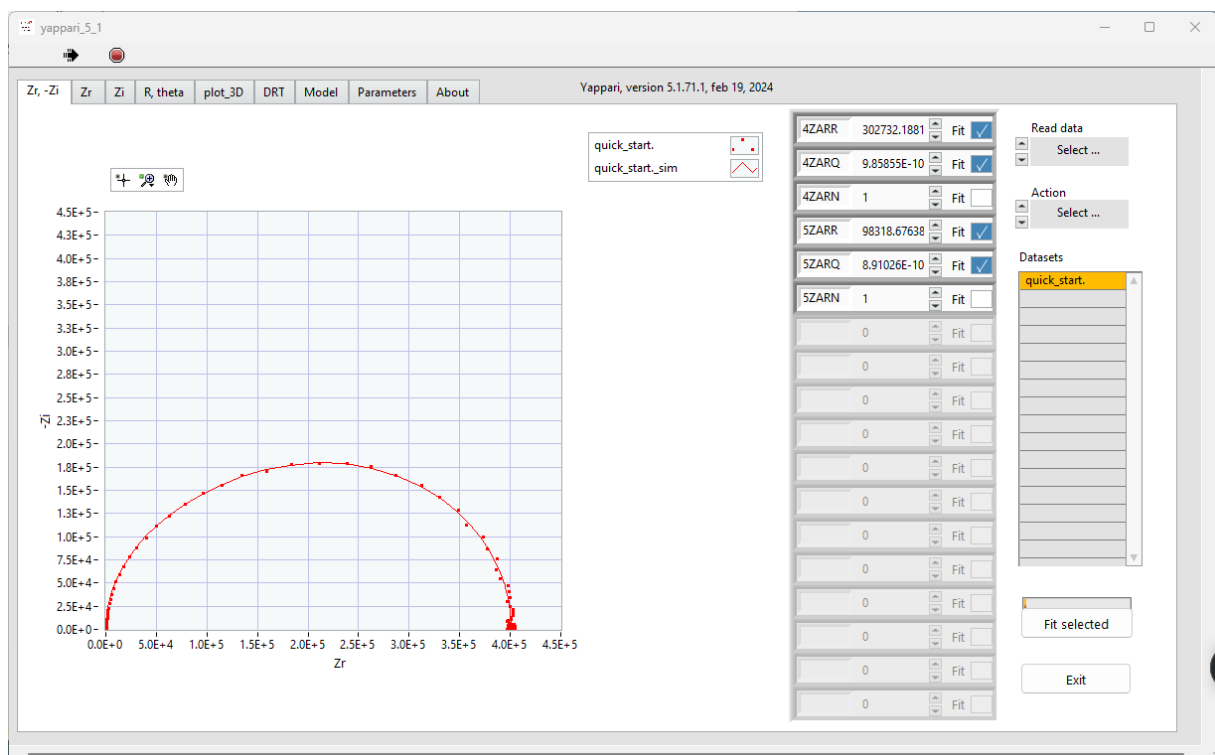 yappari_5_1
Zr, -Zi Zr Zi R, theta plot_3D DRT Model Parameters About
Yappari, version 5.1.71.1, feb 19, 2024
quick_start.
quick_start._sim
4.5E+5-
4.3E+5-
4.0E+5-
3.8E+5-
3.5E+5-
3.3E+5-
3.0E+5-
2.8E+5-
2.5E+5-
2.3E+5-
2.0E+5-
1.8E+5-
1.5E+5-
1.3E+5-
1.0E+5-
7.5E+4-
5.0E+4-
2.5E+4-
0.0E+0-
-Zi
0.0E+0 5.0E+4 1.0E+5 1.5E+5 2.0E+5 2.5E+5 3.0E+5 3.5E+5 4.0E+5 4.5E+5
Zr
4ZARR 302732.1881 Fit
4ZARQ 9.85855E-10 Fit
4ZARN 1 Fit
5ZARR 98318.67638 Fit
5ZARQ 8.91026E-10 Fit
5ZARN 1 Fit
0 Fit
0 Fit
0 Fit
0 Fit
0 Fit
0 Fit
0 Fit
0 Fit
0 Fit
0 Fit
0 Fit
0 Fit
Read data
Select ...
Action
Select ...
Datasets
quick_start.
Fit selected
Exit